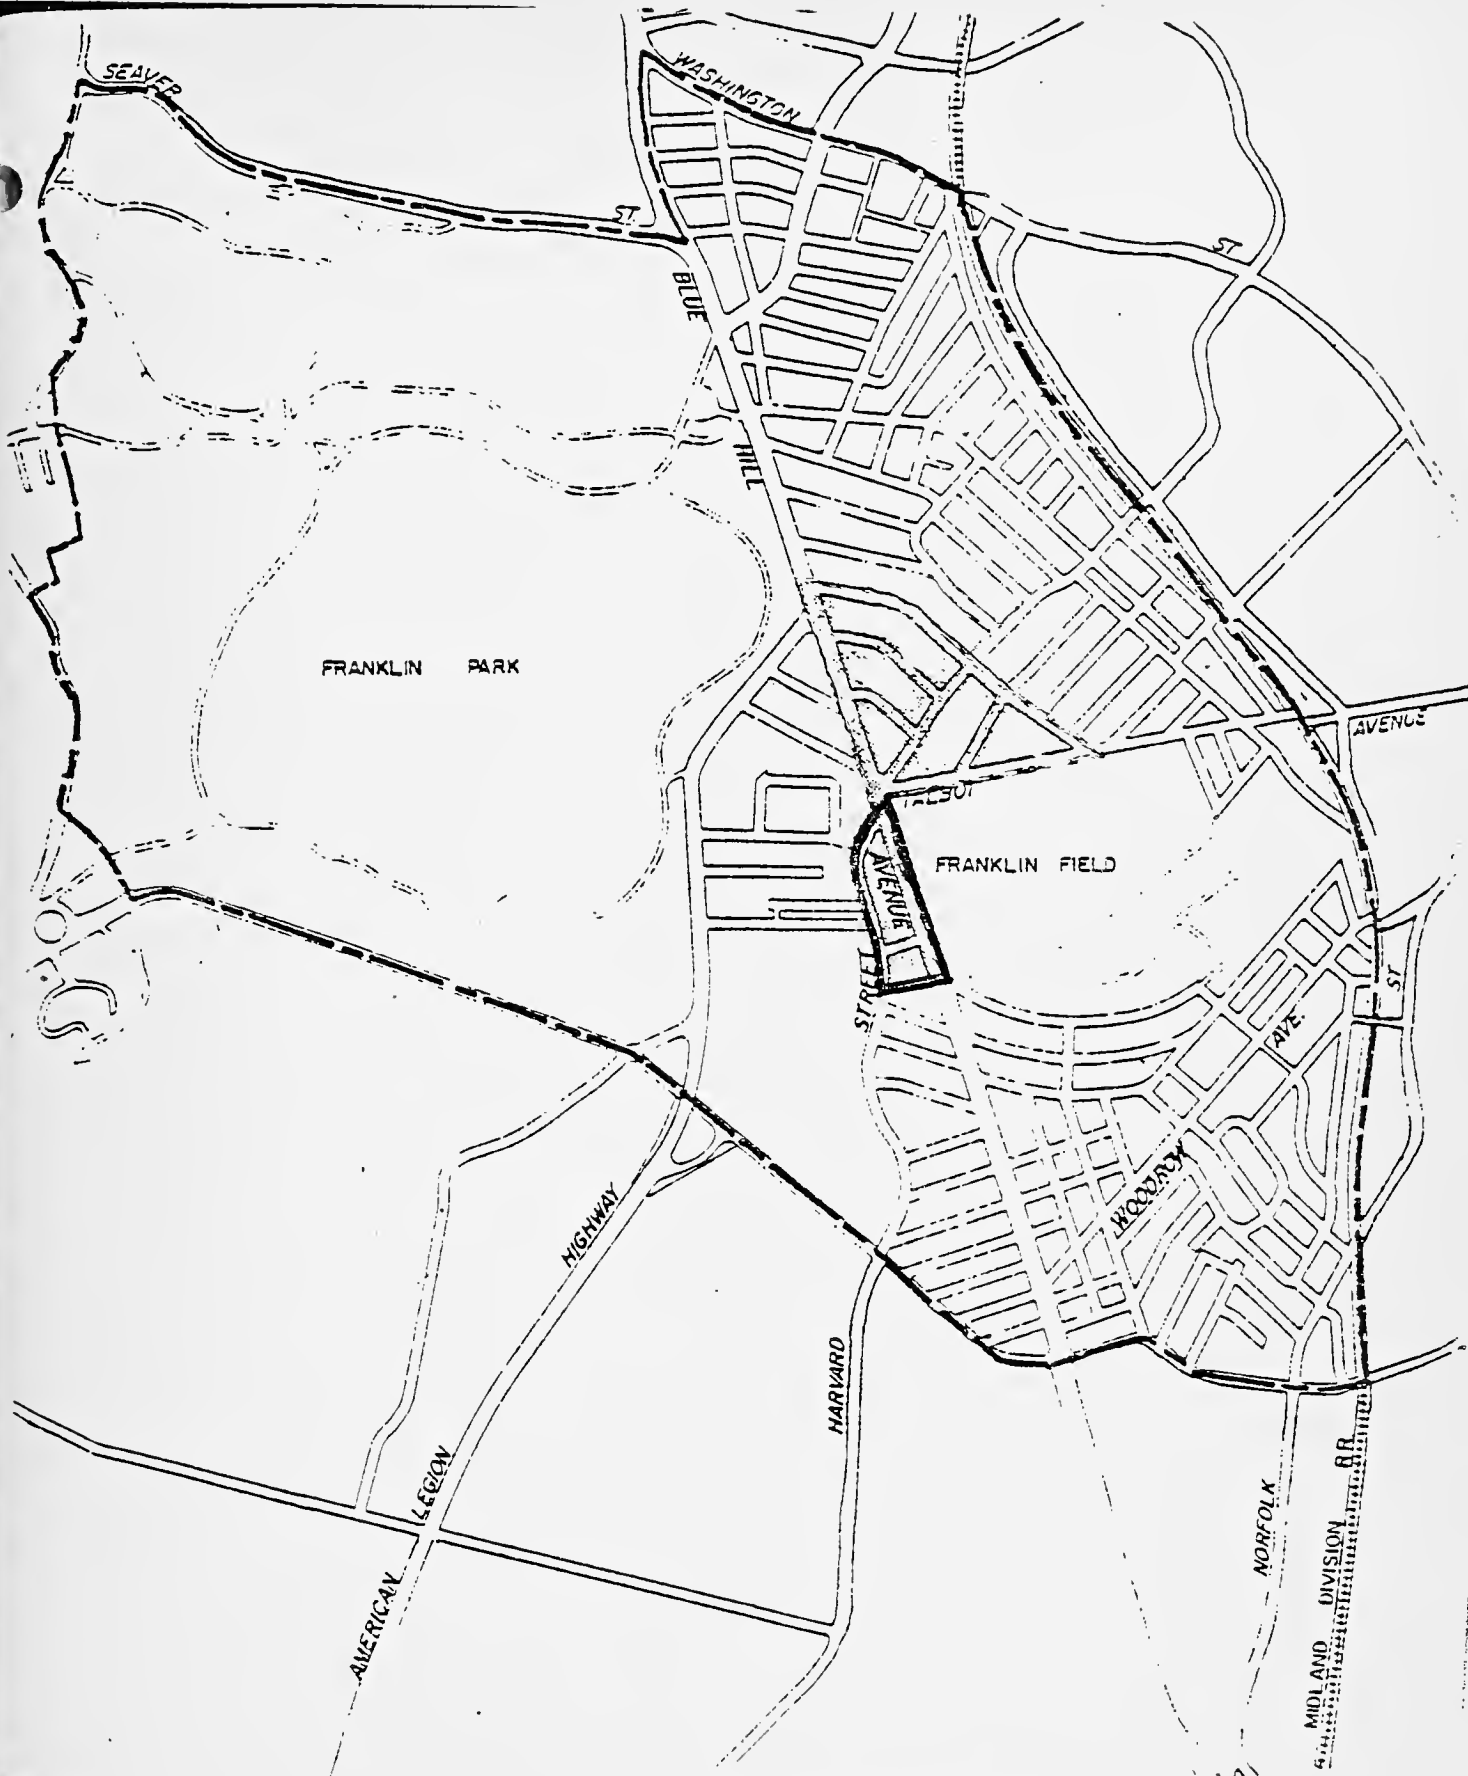 SEAVER
WASHINGTON
ST
ST
BLUE
HILL
FRANKLIN PARK
AVENUE
TALBOT
FRANKLIN FIELD
AVENUE
STREET
ST
AVE.
WOODROW
HIGHWAY
HARVARD
LEGION
AMERICAN
NORFOLK
MIDLAND DIVISION RR